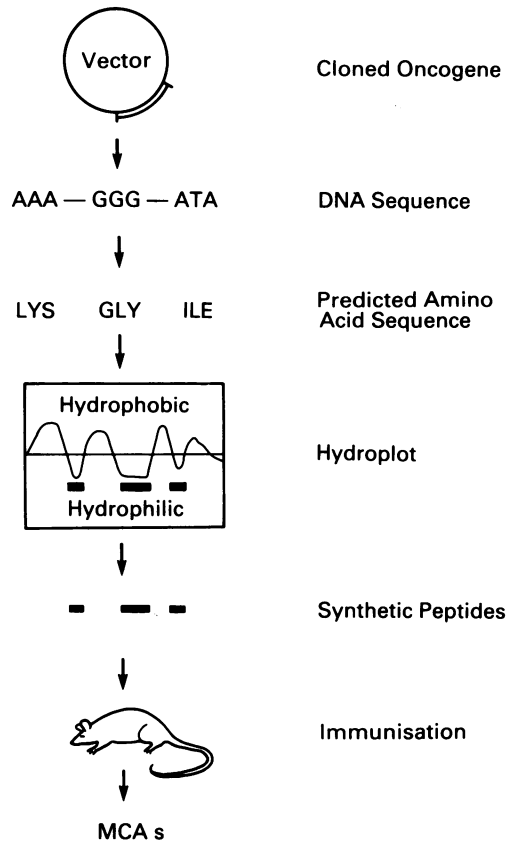 Vector
Cloned Oncogene
AAA — GGG — ATA
DNA Sequence
LYS GLY ILE
Predicted Amino
Acid Sequence
Hydrophobic
Hydroplot
Hydrophilic
Synthetic Peptides
Immunisation
MCA s